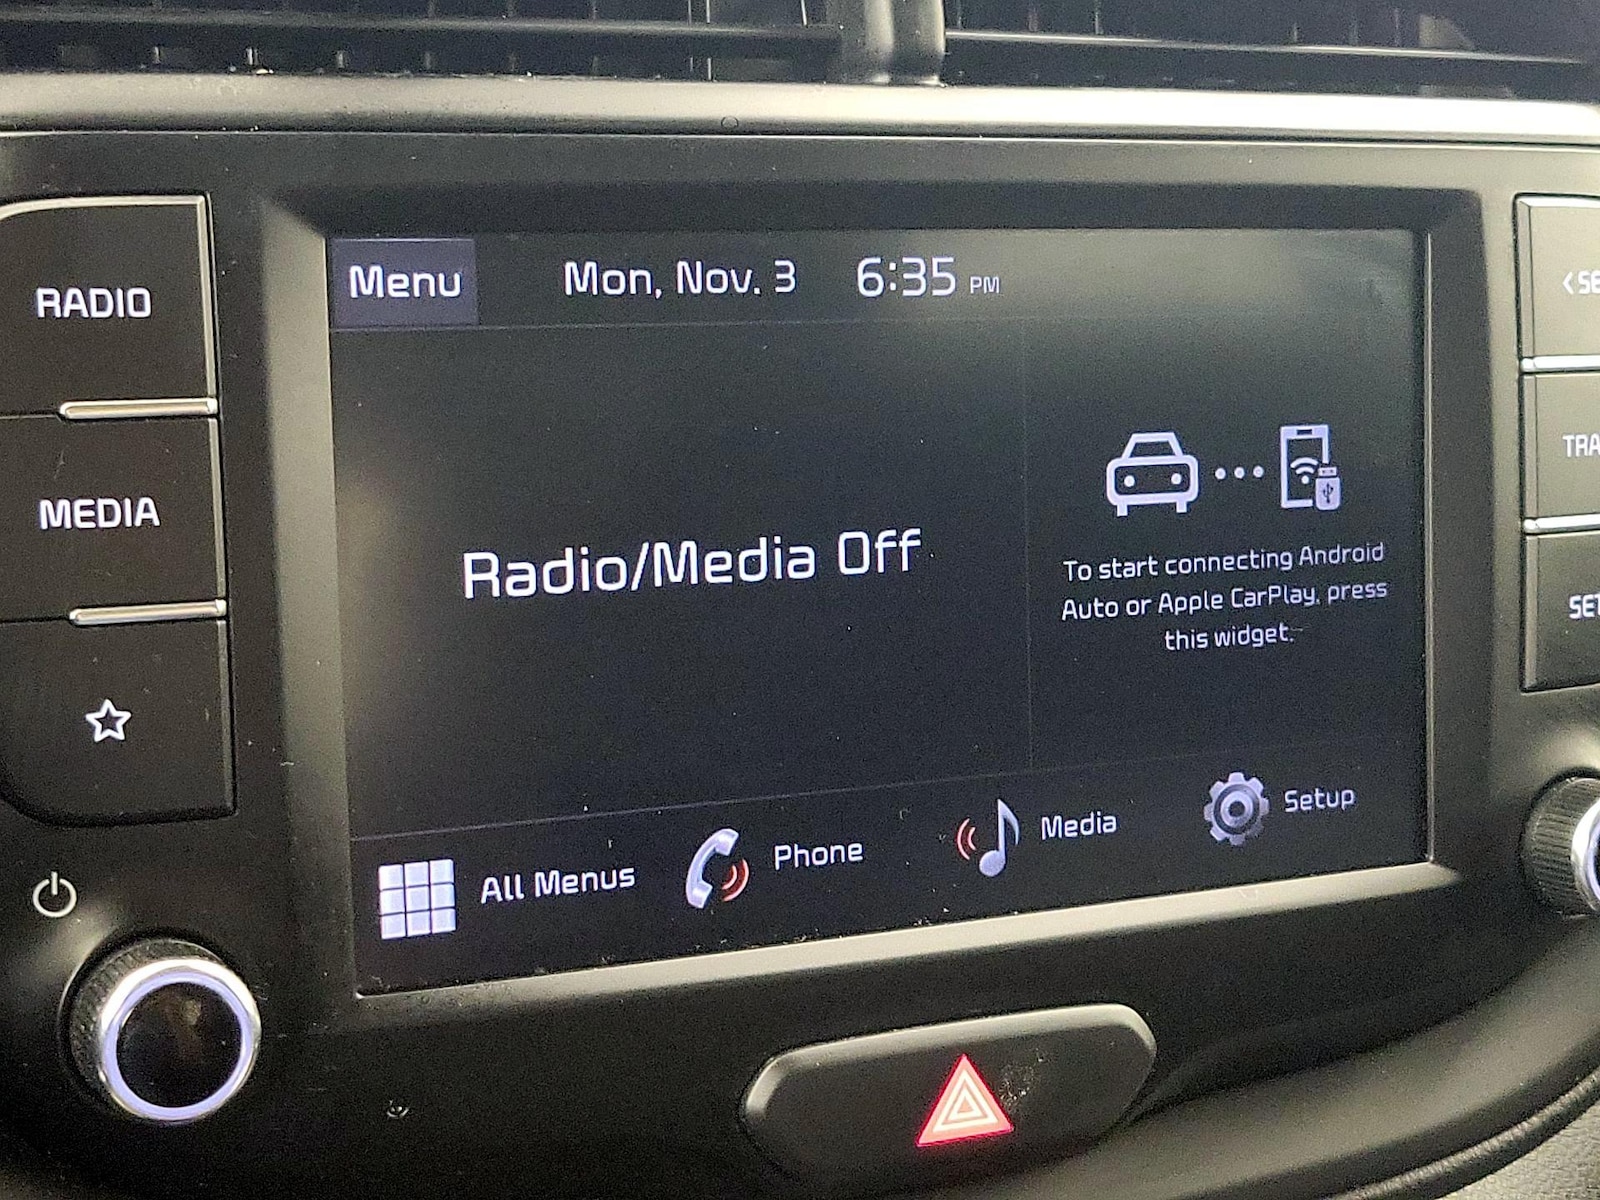 Menu Mon, Nov. 3 6:35 PM
RADIO
MEDIA
Radio/Media Off
To start connecting Android
Auto or Apple CarPlay, press
this widget.
All Menus Phone Media Setup